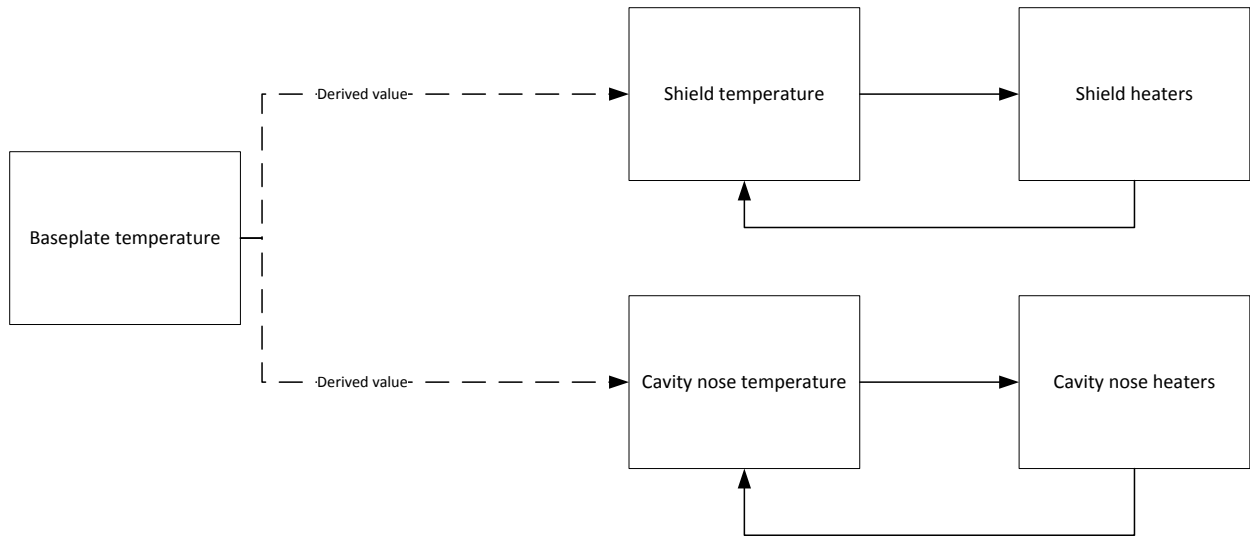 Derived value
Shield temperature
Shield heaters
Baseplate temperature
Derived value
Cavity nose temperature
Cavity nose heaters